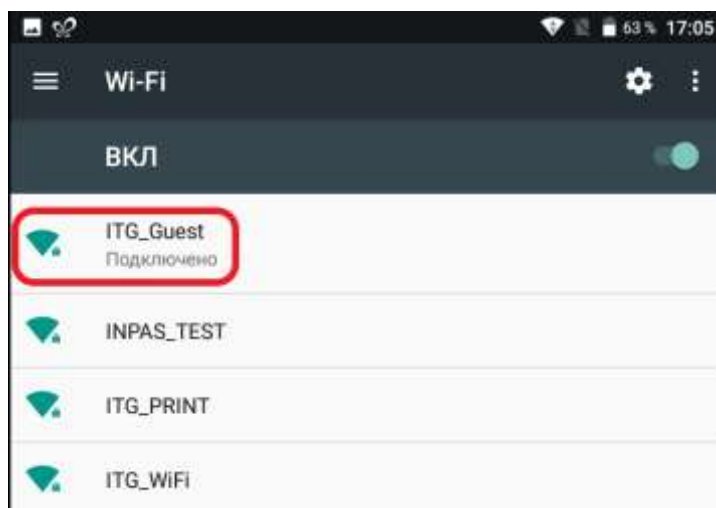 63 % 17:05
Wi-Fi
ВКЛ
ITG_Guest
Подключено
INPAS_TEST
ITG_PRINT
ITG_WiFi